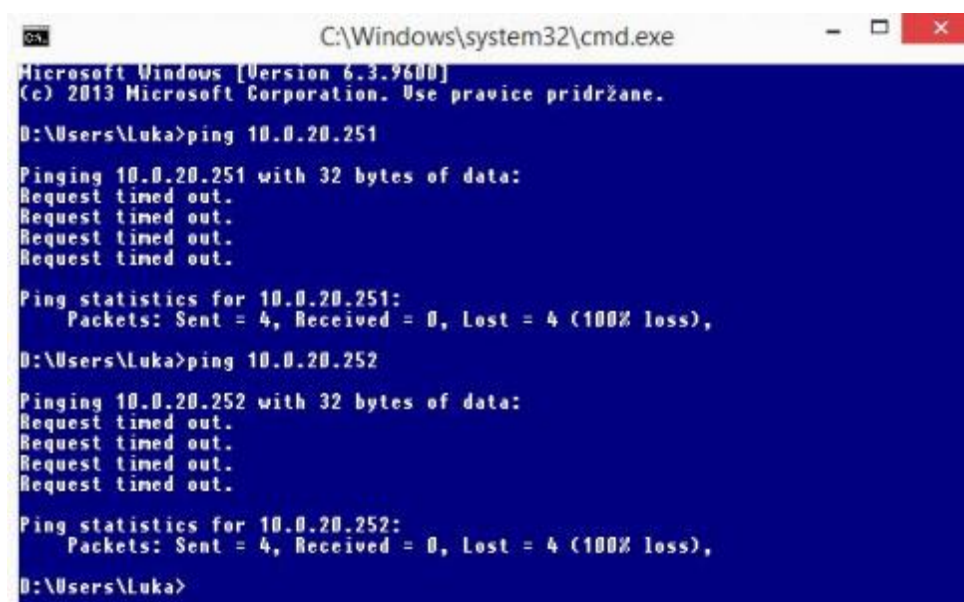 C:\Windows\system32\cmd.exe
Microsoft Windows [Version 6.3.9600]
(c) 2013 Microsoft Corporation. Vse pravice pridržane.
D:\Users\Luka>ping 10.0.20.251
Pinging 10.0.20.251 with 32 bytes of data:
Request timed out.
Request timed out.
Request timed out.
Request timed out.
Ping statistics for 10.0.20.251:
Packets: Sent = 4, Received = 0, Lost = 4 (100% loss),
D:\Users\Luka>ping 10.0.20.252
Pinging 10.0.20.252 with 32 bytes of data:
Request timed out.
Request timed out.
Request timed out.
Request timed out.
Ping statistics for 10.0.20.252:
Packets: Sent = 4, Received = 0, Lost = 4 (100% loss),
D:\Users\Luka>